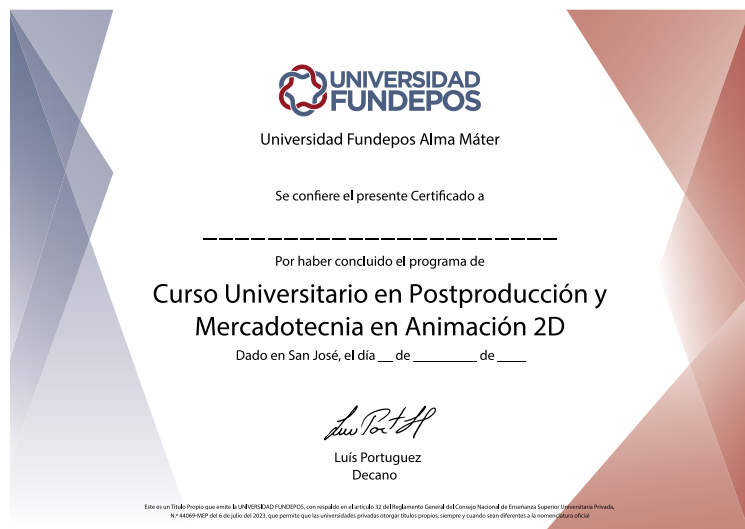 UNIVERSIDAD
FUNDEPOS
Universidad Fundepos Alma Máter
Se confiere el presente Certificado a
_______________________
Por haber concluido el programa de
Curso Universitario en Postproducción y
Mercadotecnia en Animación 2D
Dado en San José, el día __ de ________ de ____
Luís Portuguez
Decano
Este es un Título Propio que emite la UNIVERSIDAD FUNDEPOS, con respaldo en el artículo 32 del Reglamento General del Consejo Nacional de Enseñanza Superior Universitaria Privada,
N.º 44069-MEP del 6 de julio del 2023, que permite que las universidades privadas otorgar títulos propios, siempre y cuando sean diferentes a la nomenclatura oficial